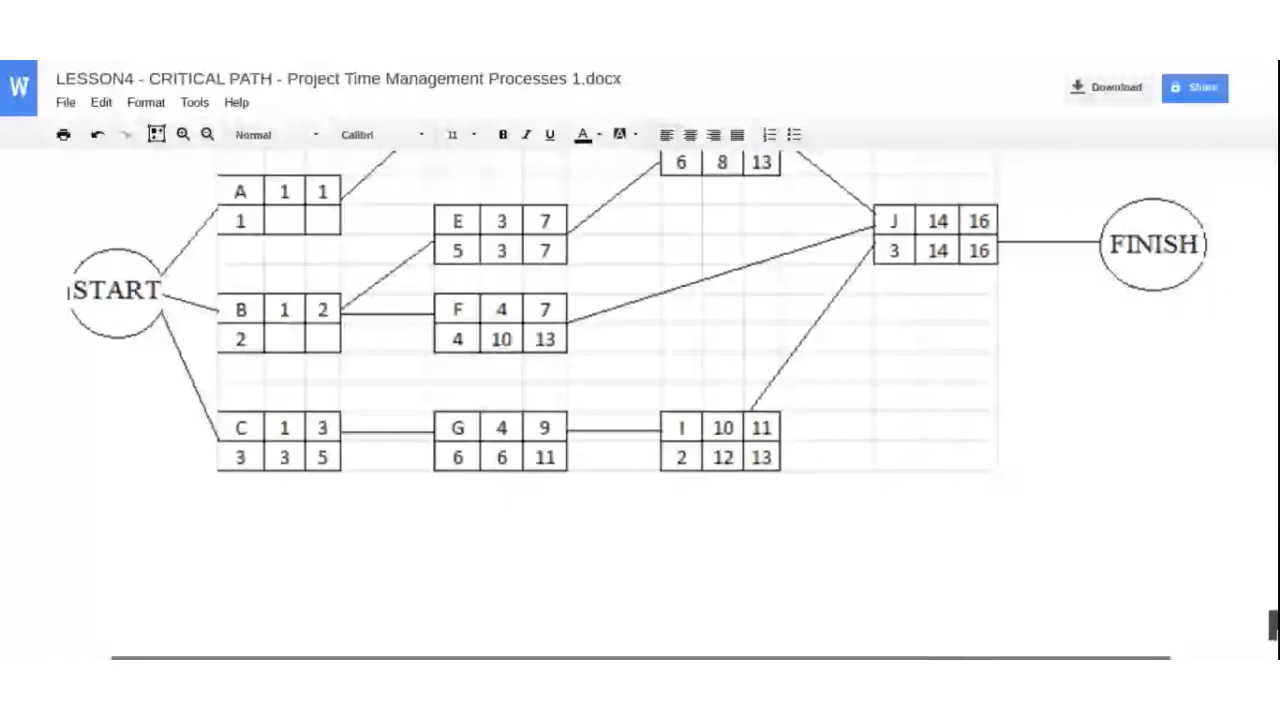 W
LESSON4 - CRITICAL PATH - Project Time Management Processes 1.docx
Download
Share
File Edit Format Tools Help
Normal Calibri 11 B I U A A
6 8 13
A 1 1
1
E 3 7
5 3 7
J 14 16
3 14 16
FINISH
START
B 1 2
2
F 4 7
4 10 13
C 1 3
3 3 5
G 4 9
6 6 11
I 10 11
2 12 13